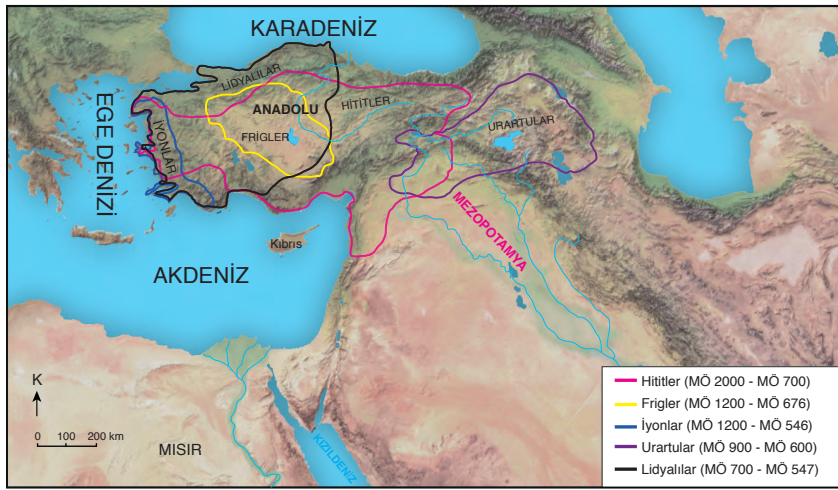 KARADENİZ
LİDYALILAR
ANADOLU
HİTİTLER
EGE DENİZİ
İYONLAR
FRİGLER
URARTULAR
MEZOPOTAMYA
Kıbrıs
AKDENİZ
K
0 100 200 km
MISIR
KIZILDENİZ
Hititler (MÖ 2000 - MÖ 700)
Frigler (MÖ 1200 - MÖ 676)
İyonlar (MÖ 1200 - MÖ 546)
Urartular (MÖ 900 - MÖ 600)
Lidyalılar (MÖ 700 - MÖ 547)